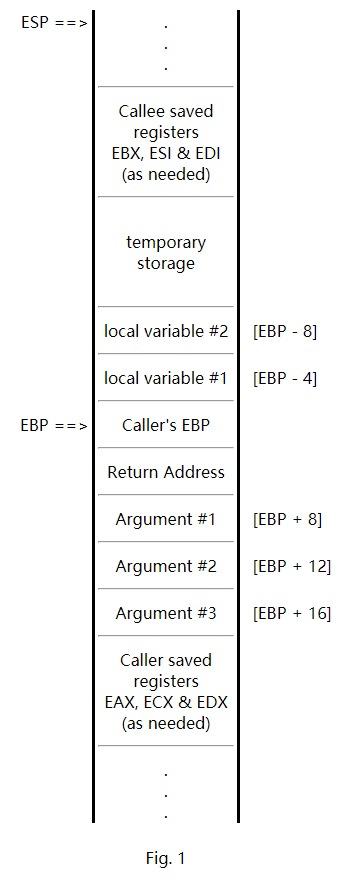 ESP ==>
.
.
.
Callee saved
registers
EBX, ESI & EDI
(as needed)
temporary
storage
local variable #2 [EBP - 8]
local variable #1 [EBP - 4]
EBP ==> Caller's EBP
Return Address
Argument #1 [EBP + 8]
Argument #2 [EBP + 12]
Argument #3 [EBP + 16]
Caller saved
registers
EAX, ECX & EDX
(as needed)
.
.
.
Fig. 1